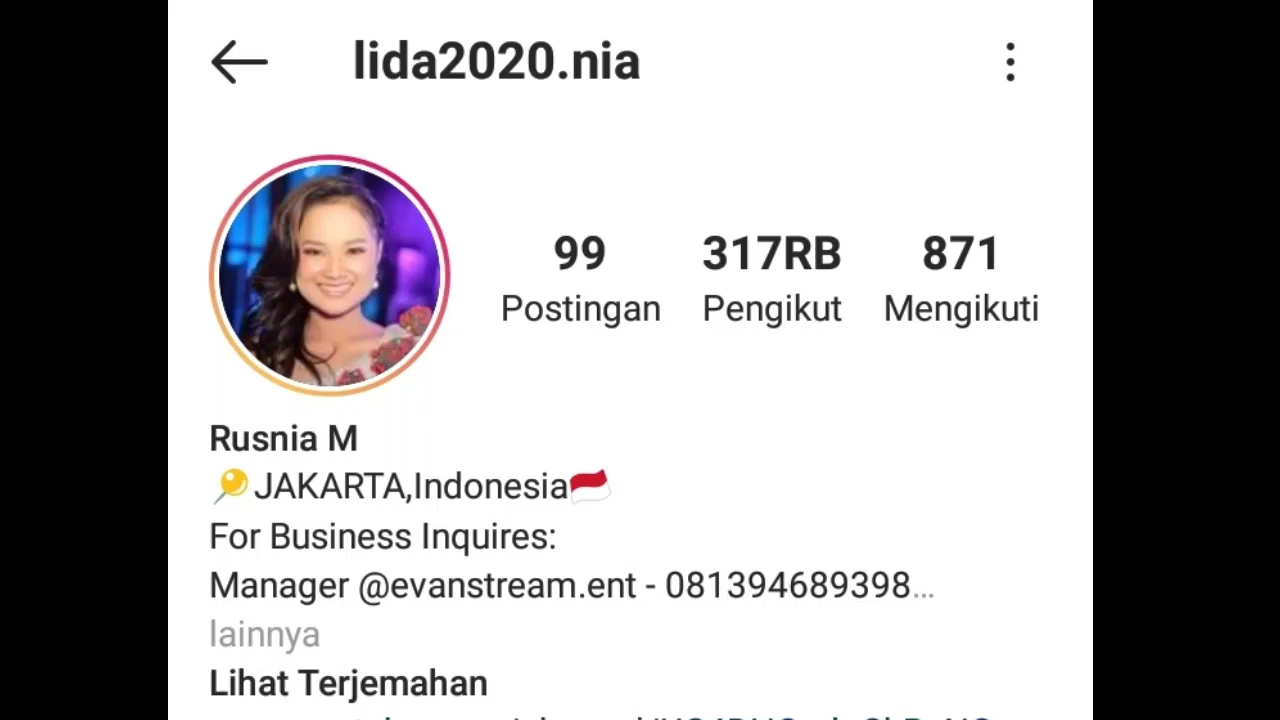 lida2020.nia
99 317RB 871
Postingan Pengikut Mengikuti
Rusnia M
JAKARTA,Indonesia
For Business Inquires:
Manager @evanstream.ent - 081394689398...
lainnya
Lihat Terjemahan